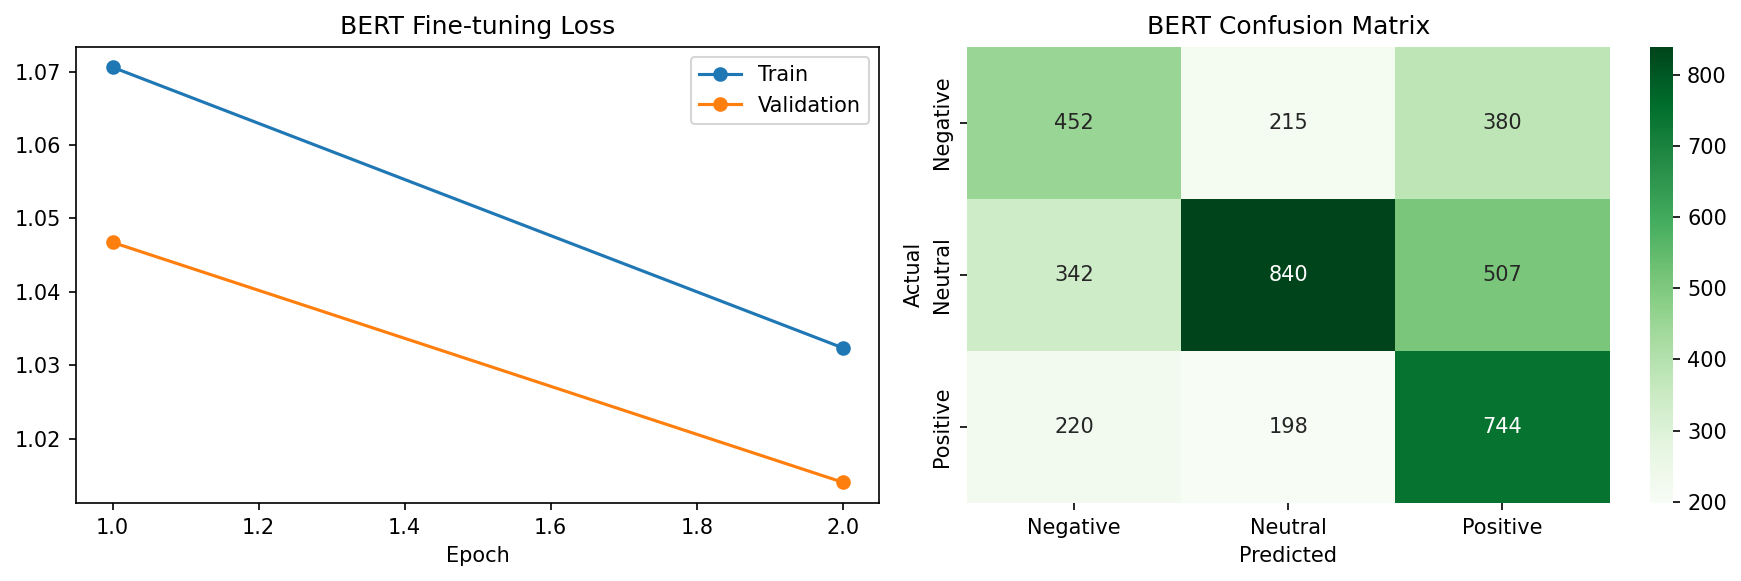 BERT Fine-tuning Loss
1.07
1.06
1.05
1.04
1.03
1.02
Train
Validation
1.0 1.2 1.4 1.6 1.8 2.0
Epoch
BERT Confusion Matrix
Actual
Negative
Neutral
Positive
452 215 380
342 840 507
220 198 744
Negative Neutral Positive
Predicted
800
700
600
500
400
300
200